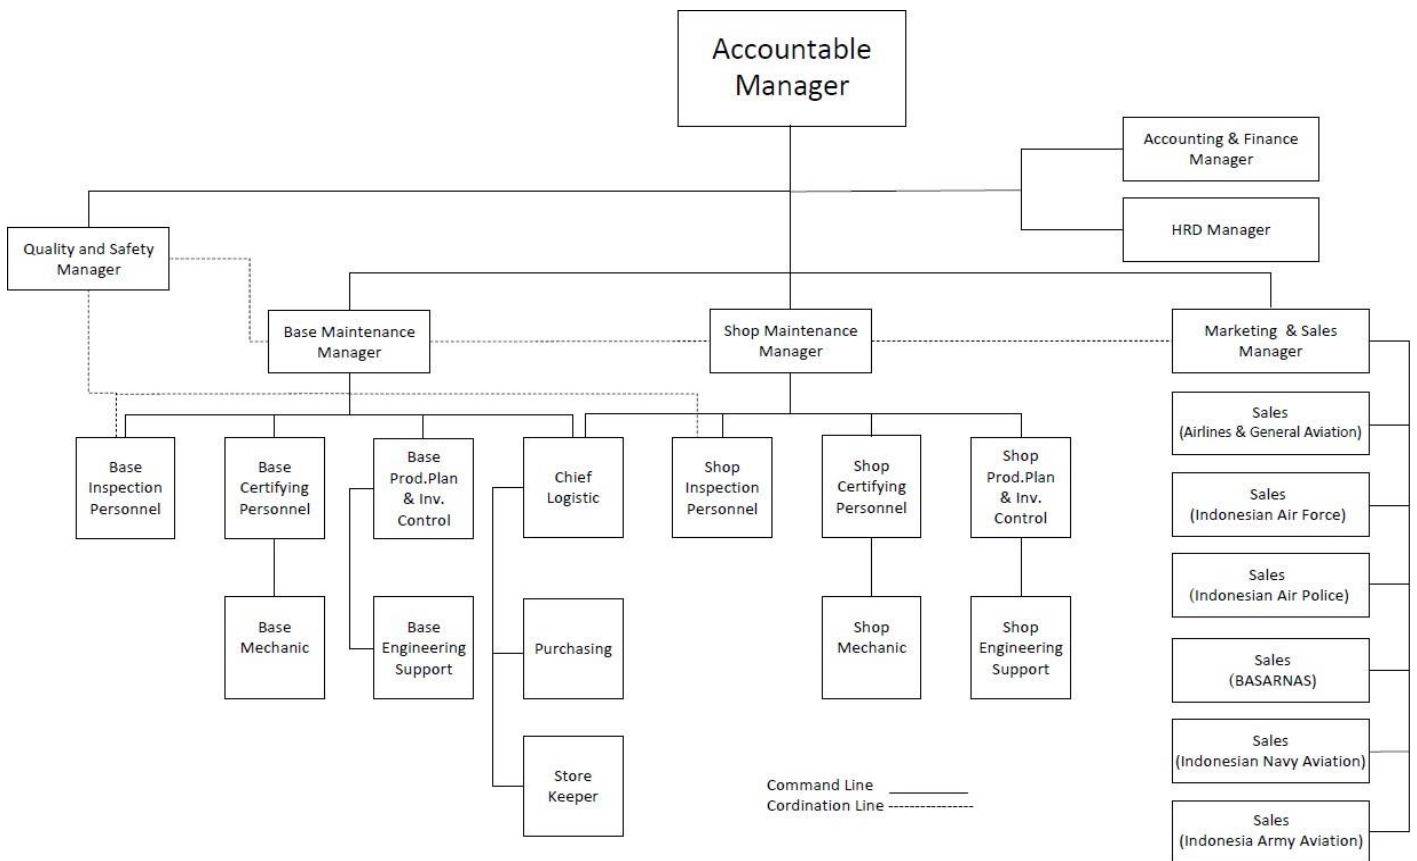 Accountable
Manager
Accounting & Finance
Manager
HRD Manager
Quality and Safety
Manager
Base Maintenance
Manager
Shop Maintenance
Manager
Marketing & Sales
Manager
Sales
(Airlines & General Aviation)
Base
Inspection
Personnel
Base
Certifying
Personnel
Base
Prod.Plan
& Inv.
Control
Chief
Logistic
Shop
Inspection
Personnel
Shop
Certifying
Personnel
Shop
Prod.Plan
& Inv.
Control
Sales
(Indonesian Air Force)
Sales
(Indonesian Air Police)
Base
Mechanic
Base
Engineering
Support
Purchasing
Shop
Mechanic
Shop
Engineering
Support
Sales
(BASARNAS)
Sales
(Indonesian Navy Aviation)
Store
Keeper
Command Line
Cordination Line
Sales
(Indonesia Army Aviation)